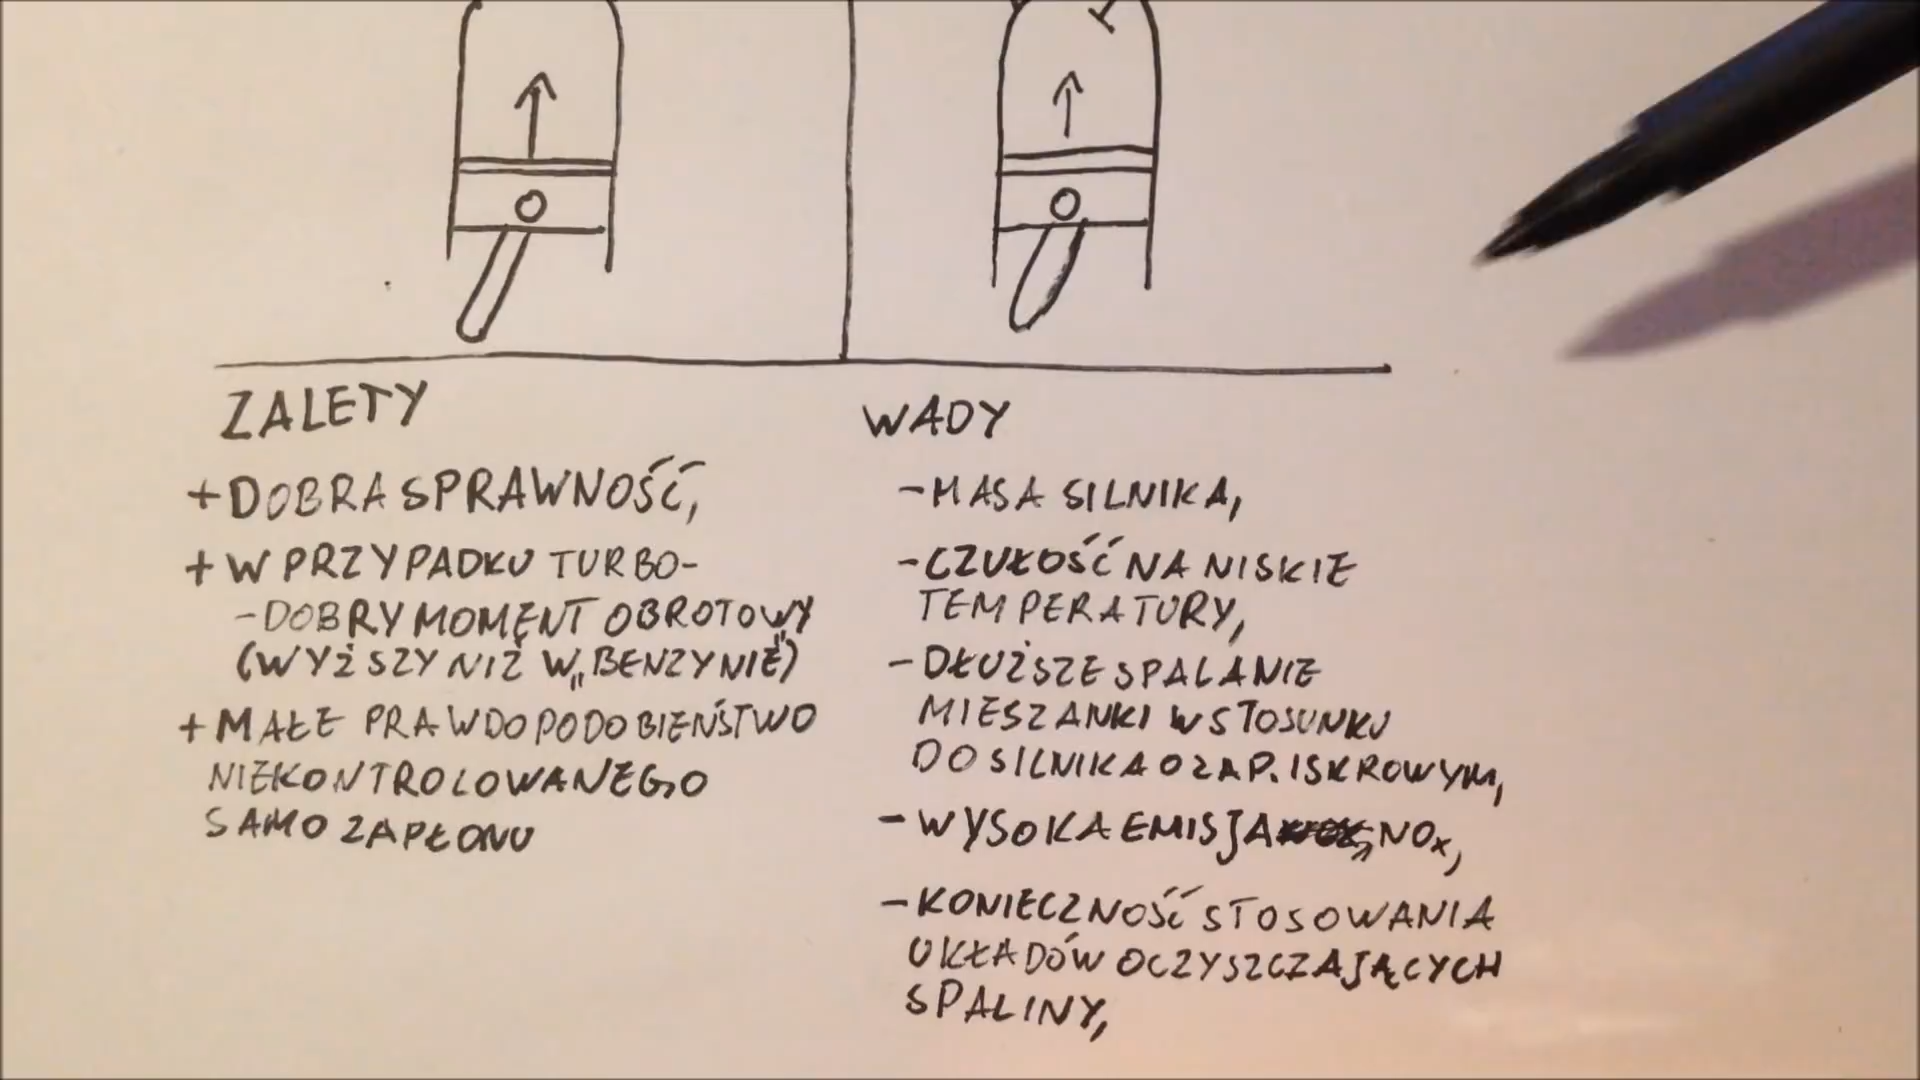 ZALETY
+ DOBRA SPRAWNOŚĆ,
+ W PRZYPADKU TURBO-
- DOBRY MOMENT OBROTOWY
(WYŻSZY NIŻ W „BENZYNIE")
+ MAŁE PRAWDOPODOBIEŃSTWO
NIEKONTROLOWANEGO
SAMOZAPŁONU
WADY
- MASA SILNIKA,
- CZUŁOŚĆ NA NISKIE
TEMPERATURY,
- DŁUŻSZE SPALANIE
MIESZANKI W STOSUNKU
DO SILNIKA O ZAP. ISKROWYM,
- WYSOKA EMISJA NOx,
- KONIECZNOŚĆ STOSOWANIA
UKŁADÓW OCZYSZCZAJĄCYCH
SPALINY,